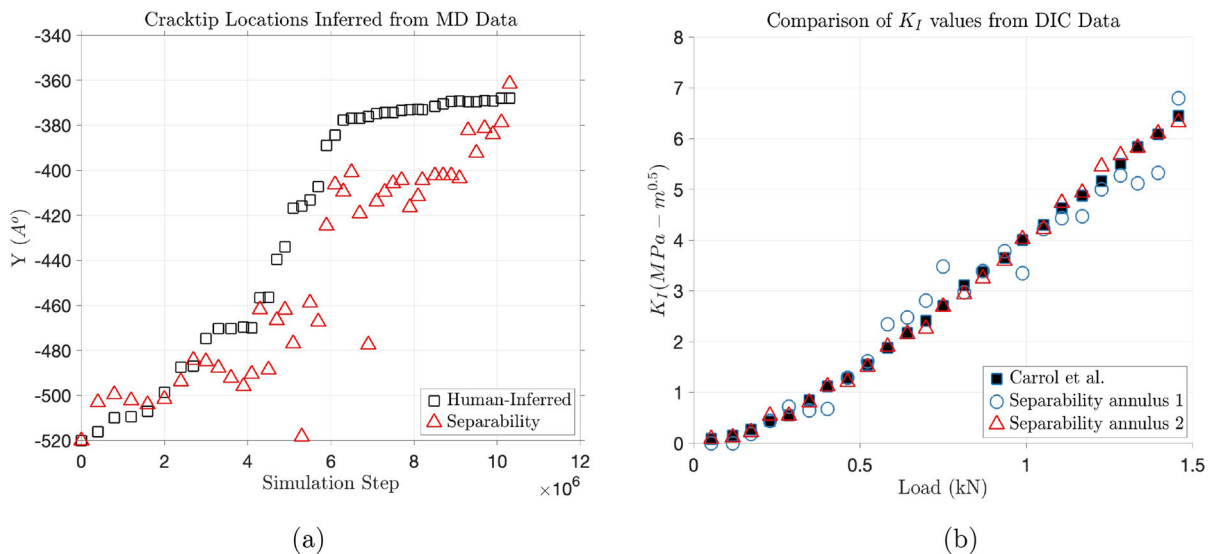 Cracktip Locations Inferred from MD Data
-340
-360
-380
-400
-420
-440
-460
-480
-500
-520
Y (A^o)
0 2 4 6 8 10 12
Simulation Step
×10^6
Human-Inferred
Separability
(a)
Comparison of K_I values from DIC Data
8
7
6
5
4
3
2
1
0
K_I(MPa − m^0.5)
0 0.5 1 1.5
Load (kN)
Carrol et al.
Separability annulus 1
Separability annulus 2
(b)